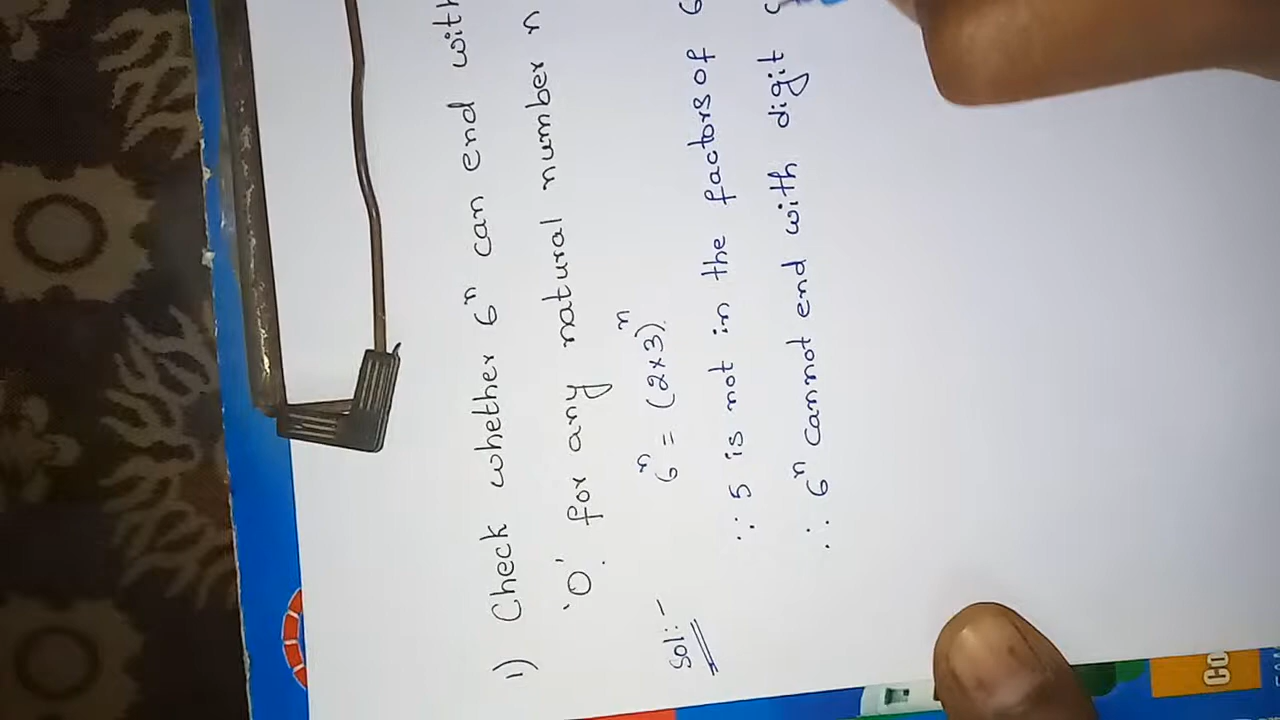 1) Check whether 6ⁿ can end with
'0'. for any natural number n
Sol:- 6ⁿ = (2×3)ⁿ.
∵ 5 is not in the factors of 6
∴ 6ⁿ cannot end with digit
Co